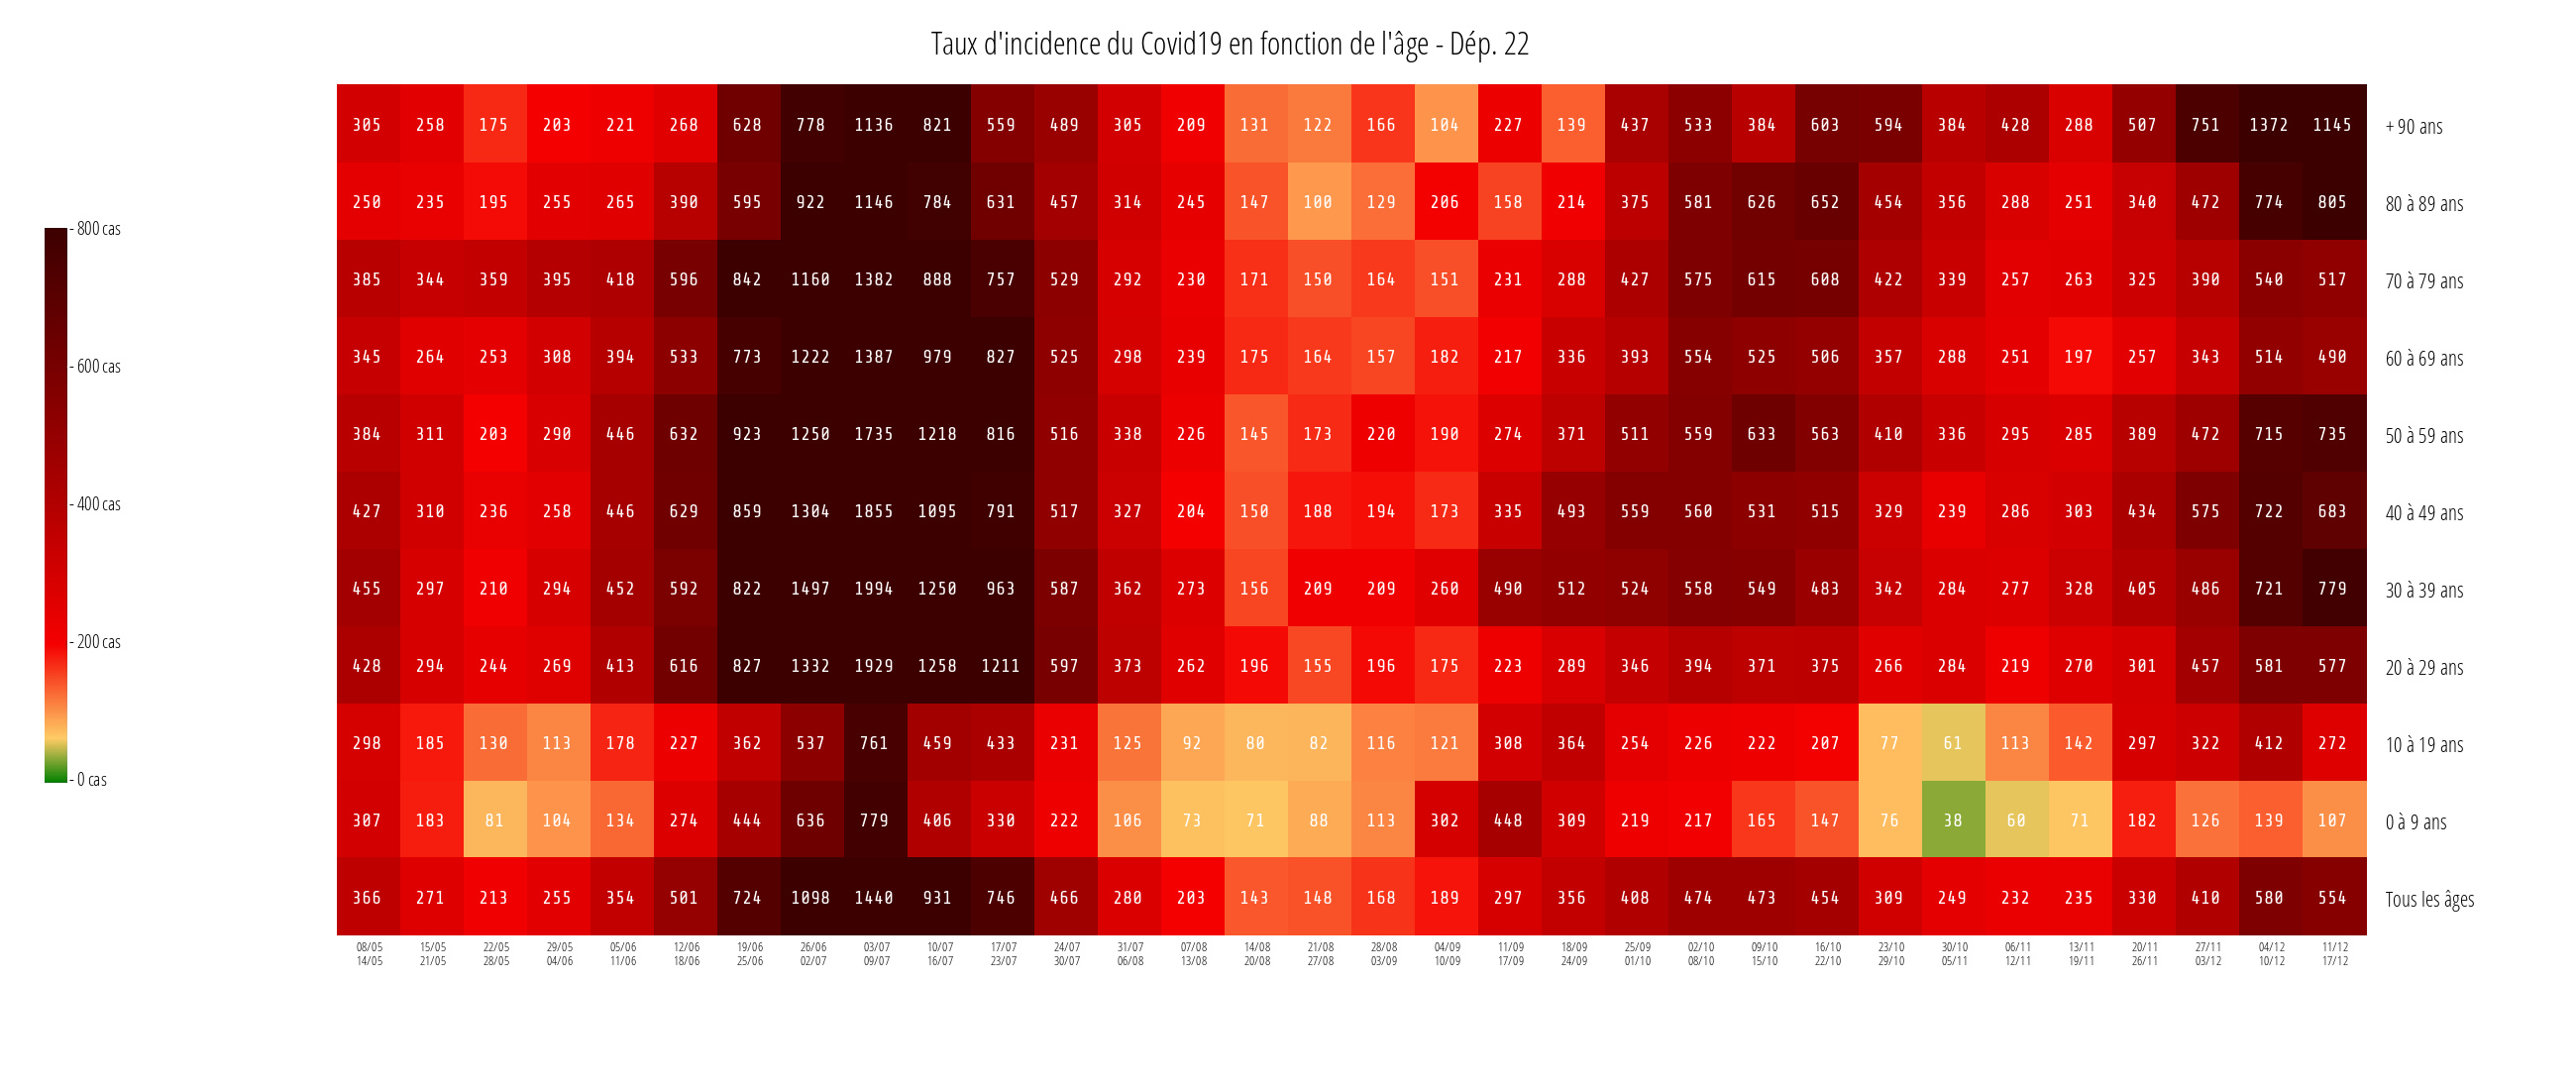 Taux d'incidence du Covid19 en fonction de l'âge - Dép. 22
- 800 cas
- 600 cas
- 400 cas
- 200 cas
- 0 cas
305 258 175 203 221 268 628 778 1136 821 559 489 305 209 131 122 166 104 227 139 437 533 384 603 594 384 428 288 507 751 1372 1145 + 90 ans
250 235 195 255 265 390 595 922 1146 784 631 457 314 245 147 100 129 206 158 214 375 581 626 652 454 356 288 251 340 472 774 805 80 à 89 ans
385 344 359 395 418 596 842 1160 1382 888 757 529 292 230 171 150 164 151 231 288 427 575 615 608 422 339 257 263 325 390 540 517 70 à 79 ans
345 264 253 308 394 533 773 1222 1387 979 827 525 298 239 175 164 157 182 217 336 393 554 525 506 357 288 251 197 257 343 514 490 60 à 69 ans
384 311 203 290 446 632 923 1250 1735 1218 816 516 338 226 145 173 220 190 274 371 511 559 633 563 410 336 295 285 389 472 715 735 50 à 59 ans
427 310 236 258 446 629 859 1304 1855 1095 791 517 327 204 150 188 194 173 335 493 559 560 531 515 329 239 286 303 434 575 722 683 40 à 49 ans
455 297 210 294 452 592 822 1497 1994 1250 963 587 362 273 156 209 209 260 490 512 524 558 549 483 342 284 277 328 405 486 721 779 30 à 39 ans
428 294 244 269 413 616 827 1332 1929 1258 1211 597 373 262 196 155 196 175 223 289 346 394 371 375 266 284 219 270 301 457 581 577 20 à 29 ans
298 185 130 113 178 227 362 537 761 459 433 231 125 92 80 82 116 121 308 364 254 226 222 207 77 61 113 142 297 322 412 272 10 à 19 ans
307 183 81 104 134 274 444 636 779 406 330 222 106 73 71 88 113 302 448 309 219 217 165 147 76 38 60 71 182 126 139 107 0 à 9 ans
366 271 213 255 354 501 724 1098 1440 931 746 466 280 203 143 148 168 189 297 356 408 474 473 454 309 249 232 235 330 410 580 554 Tous les âges
08/05 15/05 22/05 29/05 05/06 12/06 19/06 26/06 03/07 10/07 17/07 24/07 31/07 07/08 14/08 21/08 28/08 04/09 11/09 18/09 25/09 02/10 09/10 16/10 23/10 30/10 06/11 13/11 20/11 27/11 04/12 11/12
14/05 21/05 28/05 04/06 11/06 18/06 25/06 02/07 09/07 16/07 23/07 30/07 06/08 13/08 20/08 27/08 03/09 10/09 17/09 24/09 01/10 08/10 15/10 22/10 29/10 05/11 12/11 19/11 26/11 03/12 10/12 17/12